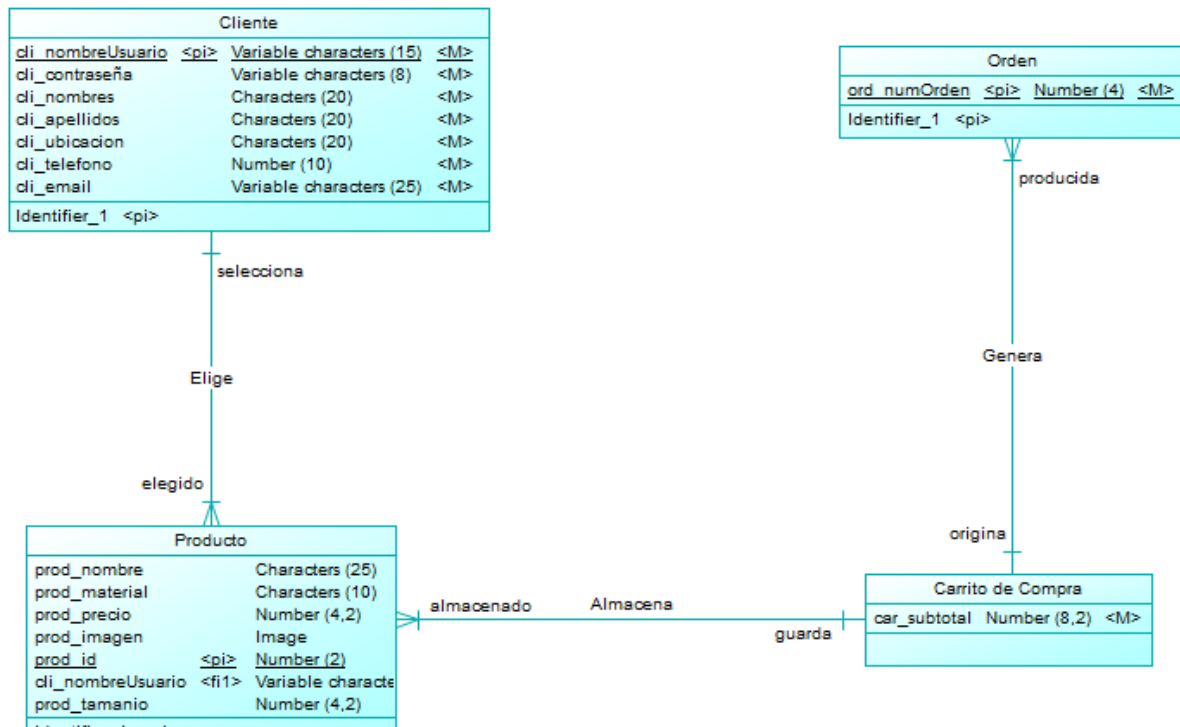 Cliente
cli_nombreUsuario <pi> Variable characters (15) <M>
cli_contraseña Variable characters (8) <M>
cli_nombres Characters (20) <M>
cli_apellidos Characters (20) <M>
cli_ubicacion Characters (20) <M>
cli_telefono Number (10) <M>
cli_email Variable characters (25) <M>
Identifier_1 <pi>
Orden
ord_numOrden <pi> Number (4) <M>
Identifier_1 <pi>
producida
selecciona
Genera
Elige
elegido
origina
Producto
prod_nombre Characters (25)
prod_material Characters (10)
prod_precio Number (4,2)
prod_imagen Image
prod_id <pi> Number (2)
cli_nombreUsuario <fi1> Variable characte
prod_tamanio Number (4,2)
almacenado
Almacena
guarda
Carrito de Compra
car_subtotal Number (8,2) <M>